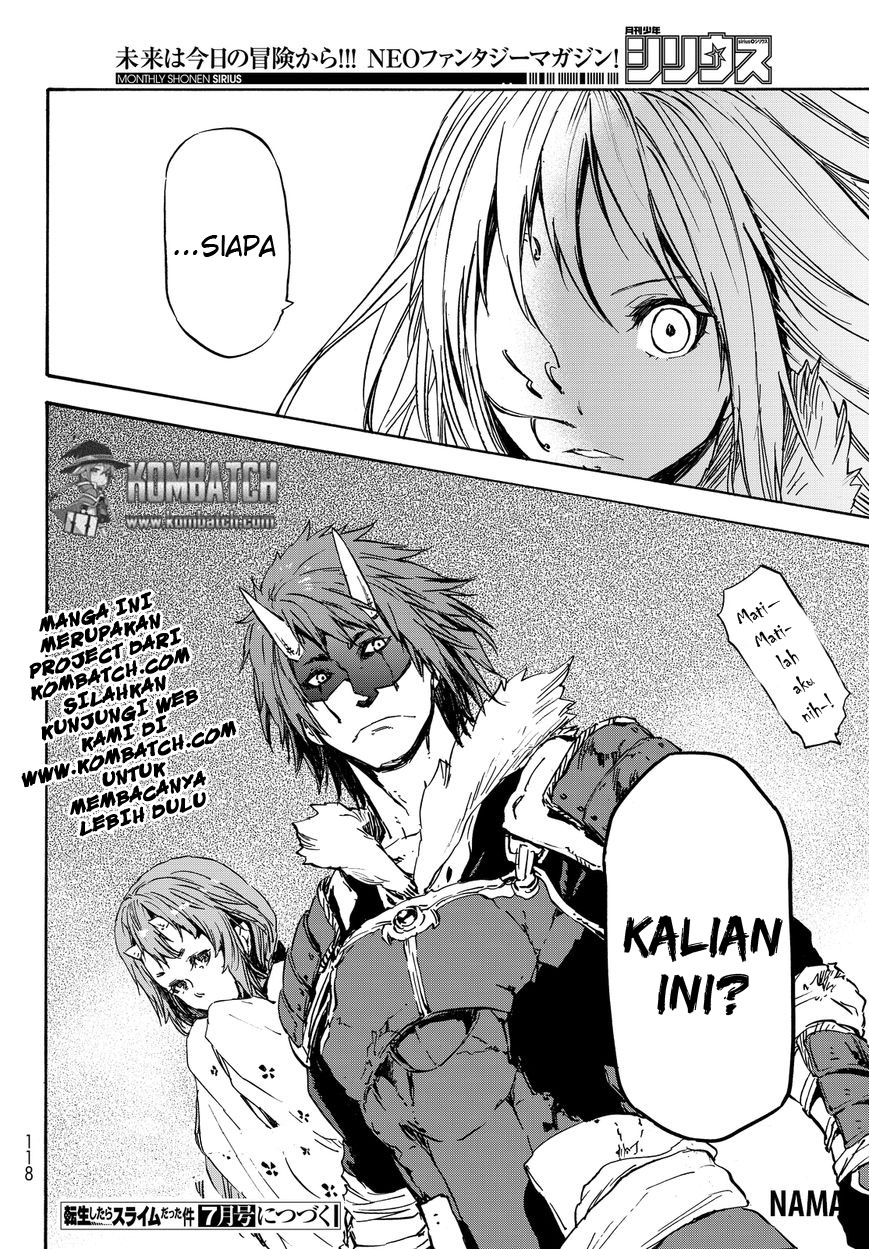 未来は今日の冒険から!!! NEOファンタジーマガジン!
月刊少年
シリウス
MONTHLY SHONEN SIRIUS
...SIAPA
KOMBATCH
www.kombatch.com
Mati-
Mati-
lah
aku
nih-!
MANGA INI
MERUPAKAN
PROJECT DARI
KOMBATCH.COM
SILAHKAN
KUNJUNGI WEB
KAMI DI
WWW.KOMBATCH.COM
UNTUK
MEMBACANYA
LEBIH DULU
KALIAN
INI?
118
転生したらスライムだった件 7月号につづく
NAMA